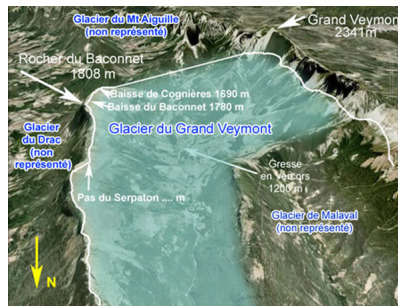 Glacier du Mt Aiguille
(non représenté)
Grand Veymont
2341m
Rocher du Baconnet
1808 m
Baisse de Cognières 1690 m
Baisse du Baconnet 1780 m
Glacier
du Drac
(non
représenté)
Glacier du Grand Veymont
Gresse
en Vercors
1200 m
Pas du Serpaton .... m
Glacier de Malaval
(non représenté)
N